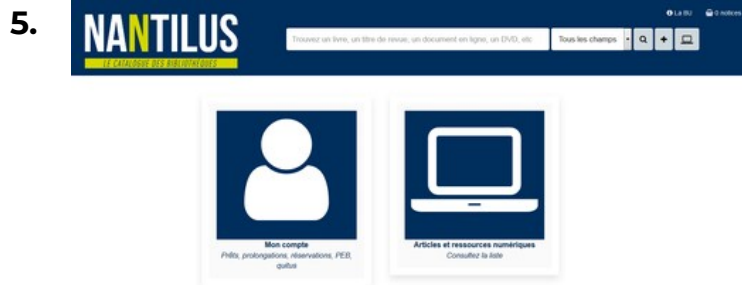 5.
La BU 0 notices
NANTILUS
LE CATALOGUE DES BIBLIOTHÈQUES
Trouvez un livre, un titre de revue, un document en ligne, un DVD, etc Tous les champs
Mon compte
Prêts, prolongations, réservations, PEB,
quitus
Articles et ressources numériques
Consultez la liste